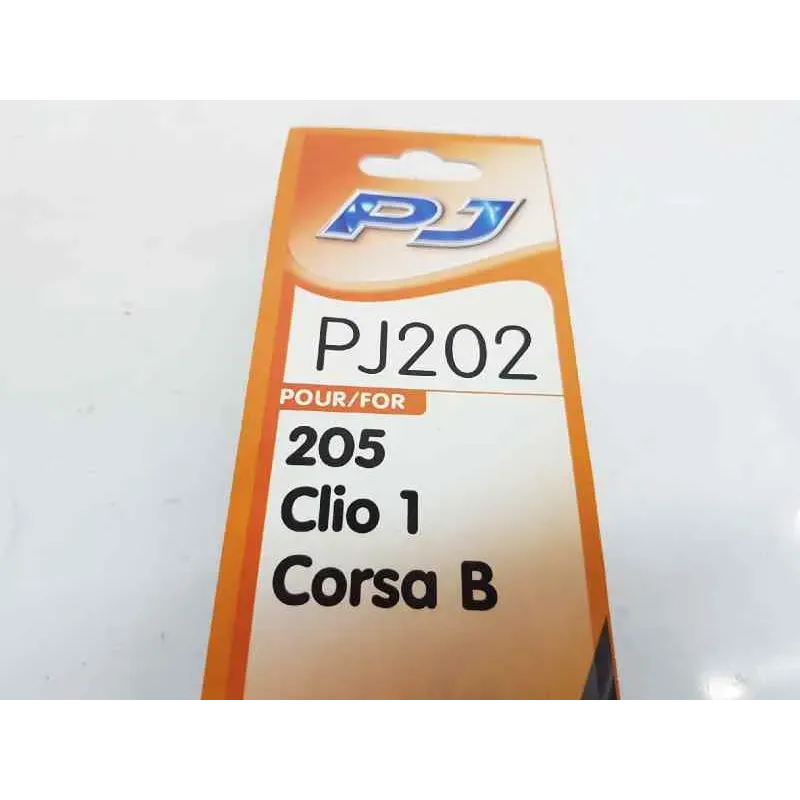 PJ
PJ202
POUR/FOR
205
Clio 1
Corsa B